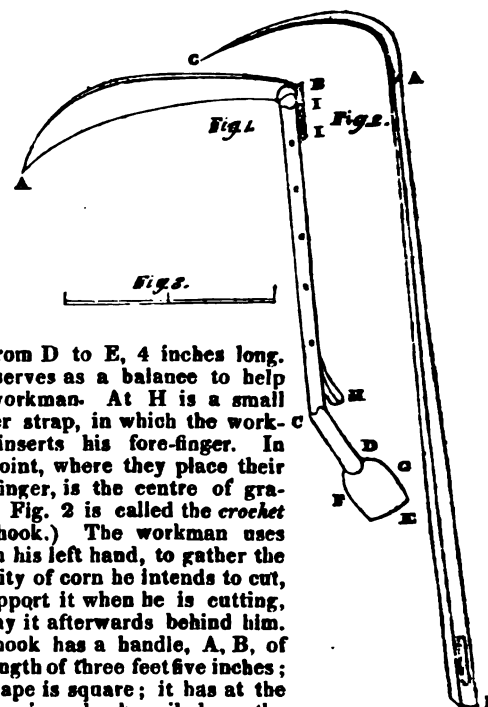 C
A
B
I
Fig. 1.
I
Fig. 2.
A
Fig 3.
rom D to E, 4 inches long.
serves as a balance to help
workman. At H is a small
er strap, in which the work-
inserts his fore-finger. In
oint, where they place their
finger, is the centre of gra-
Fig. 2 is called the crochet
hook.) The workman uses
n his left hand, to gather the
ity of corn he intends to cut,
pport it when he is cutting,
ay it afterwards behind him.
hook has a handle, A, B, of
ngth of three feet five inches;
ape is square; it has at the
H
C
D
G
F
E